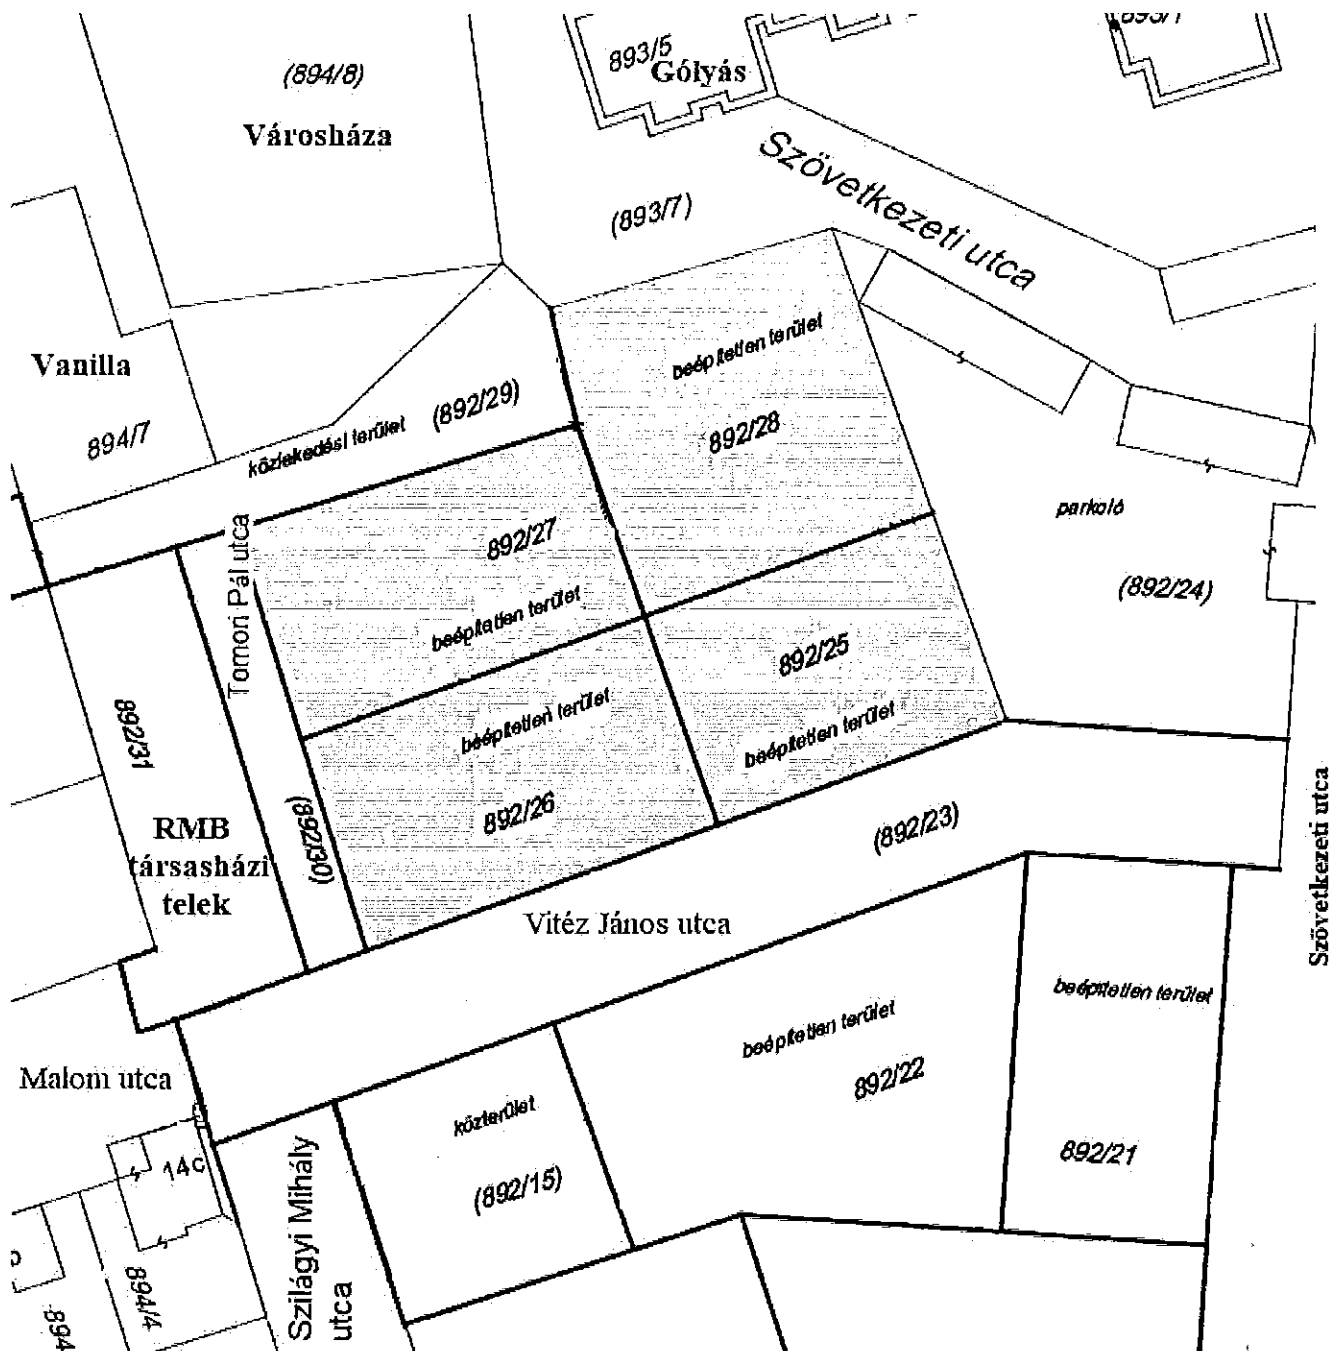 893/1
893/5
Gólyás
(894/8)
Városháza
Szövetkezeti utca
(893/7)
Vanilla
894/7
beépítetlen terület
892/28
közlekedési terület
(892/29)
parkoló
(892/24)
Tomori Pál utca
892/27
beépítetlen terület
892/25
beépítetlen terület
892/31
beépítetlen terület
892/26
RMB
társasházi
telek
(892/30)
(892/23)
Szövetkezeti utca
Vitéz János utca
beépítetlen terület
beépítetlen terület
892/22
892/21
Malom utca
közterület
(892/15)
14c
Szilágyi Mihály
utca
894/4
894